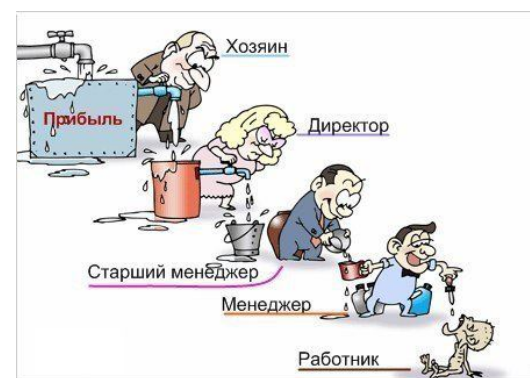 Хозяин
Прибыль
Директор
Старший менеджер
Менеджер
Работник